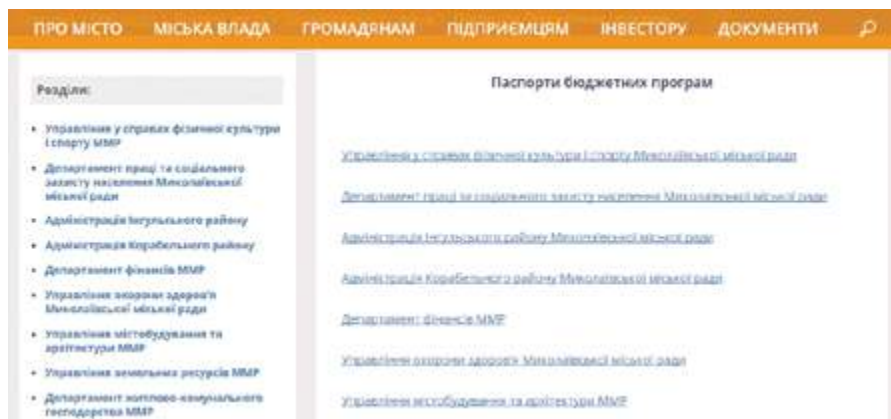 ПРО МІСТО МІСЬКА ВЛАДА ГРОМАДЯНАМ ПІДПРИЄМЦЯМ ІНВЕСТОРУ ДОКУМЕНТИ
Розділи:
• Управління у справах фізичної культури
і спорту ММР
• Департамент праці та соціального
захисту населення Миколаївської
міської ради
• Адміністрація Інгульського району
• Адміністрація Корабельного району
• Департамент фінансів ММР
• Управління охорони здоров'я
Миколаївської міської ради
• Управління містобудування та
архітектури ММР
• Управління земельних ресурсів ММР
• Департамент житлово-комунального
господарства ММР
Паспорти бюджетних програм
Управління у справах фізичної культури і спорту Миколаївської міської ради
Департамент праці та соціального захисту населення Миколаївської міської ради
Адміністрація Інгульського району Миколаївської міської ради
Адміністрація Корабельного району Миколаївської міської ради
Департамент фінансів ММР
Управління охорони здоров'я Миколаївської міської ради
Управління містобудування та архітектури ММР